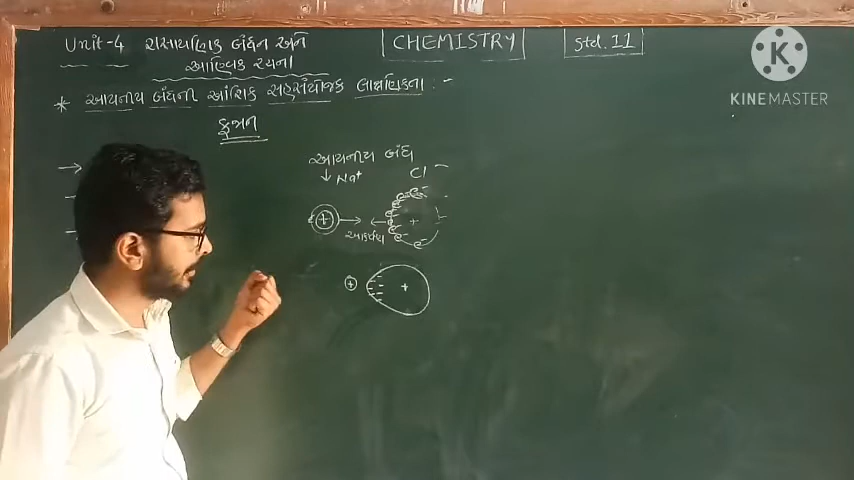 Unit-4 રાસાયણિક બંધન અને
આણ્વિક રચના
CHEMISTRY
std. 11
* આયનીય બંધની આંશિક સહસંયોજક લાક્ષણિકતા : -
ફજાન
આયનીય બંધ
↓ Na⁺
Cl⁻
+ → ← +
આકર્ષણ
e⁻ e⁻ e⁻ e⁻
+ +
K
KINEMASTER